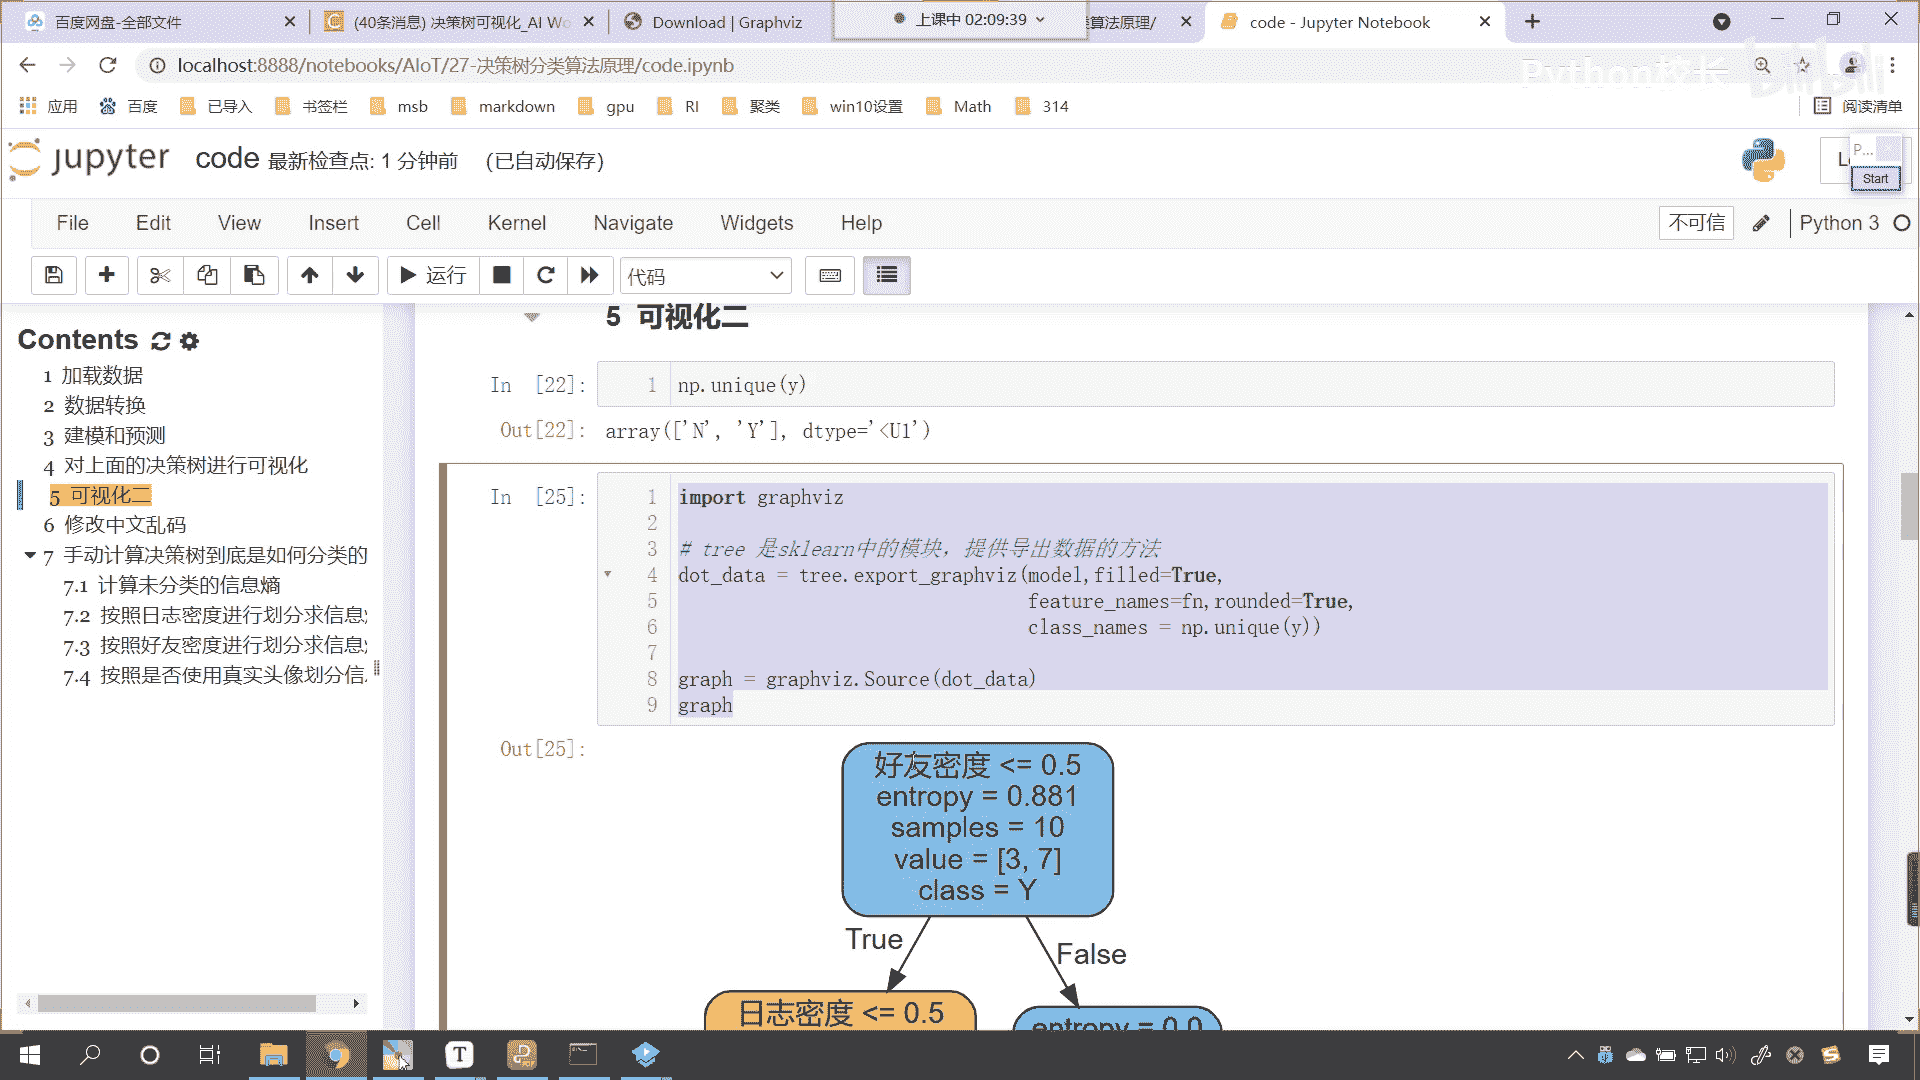 百度网盘-全部文件
(40条消息) 决策树可视化_AI Wo
Download | Graphviz
上课中 02:09:39
算法原理/
code - Jupyter Notebook
localhost:8888/notebooks/AIoT/27-决策树分类算法原理/code.ipynb
应用
百度
已导入
书签栏
msb
markdown
gpu
RI
聚类
win10设置
Math
314
阅读清单
jupyter
code 最新检查点: 1 分钟前 (已自动保存)
P...
Start
File
Edit
View
Insert
Cell
Kernel
Navigate
Widgets
Help
不可信
Python 3
运行
代码
Contents
1 加载数据
2 数据转换
3 建模和预测
4 对上面的决策树进行可视化
5 可视化二
6 修改中文乱码
7 手动计算决策树到底是如何分类的
7.1 计算未分类的信息熵
7.2 按照日志密度进行划分求信息
7.3 按照好友密度进行划分求信息
7.4 按照是否使用真实头像划分信
5 可视化二
In [22]:
1 np.unique(y)
Out[22]: array(['N', 'Y'], dtype='<U1')
In [25]:
1 import graphviz
2
3 # tree 是sklearn中的模块，提供导出数据的方法
4 dot_data = tree.export_graphviz(model,filled=True,
5 feature_names=fn,rounded=True,
6 class_names = np.unique(y))
7
8 graph = graphviz.Source(dot_data)
9 graph
Out[25]:
好友密度 <= 0.5
entropy = 0.881
samples = 10
value = [3, 7]
class = Y
True
False
日志密度 <= 0.5
entropy = 0.0